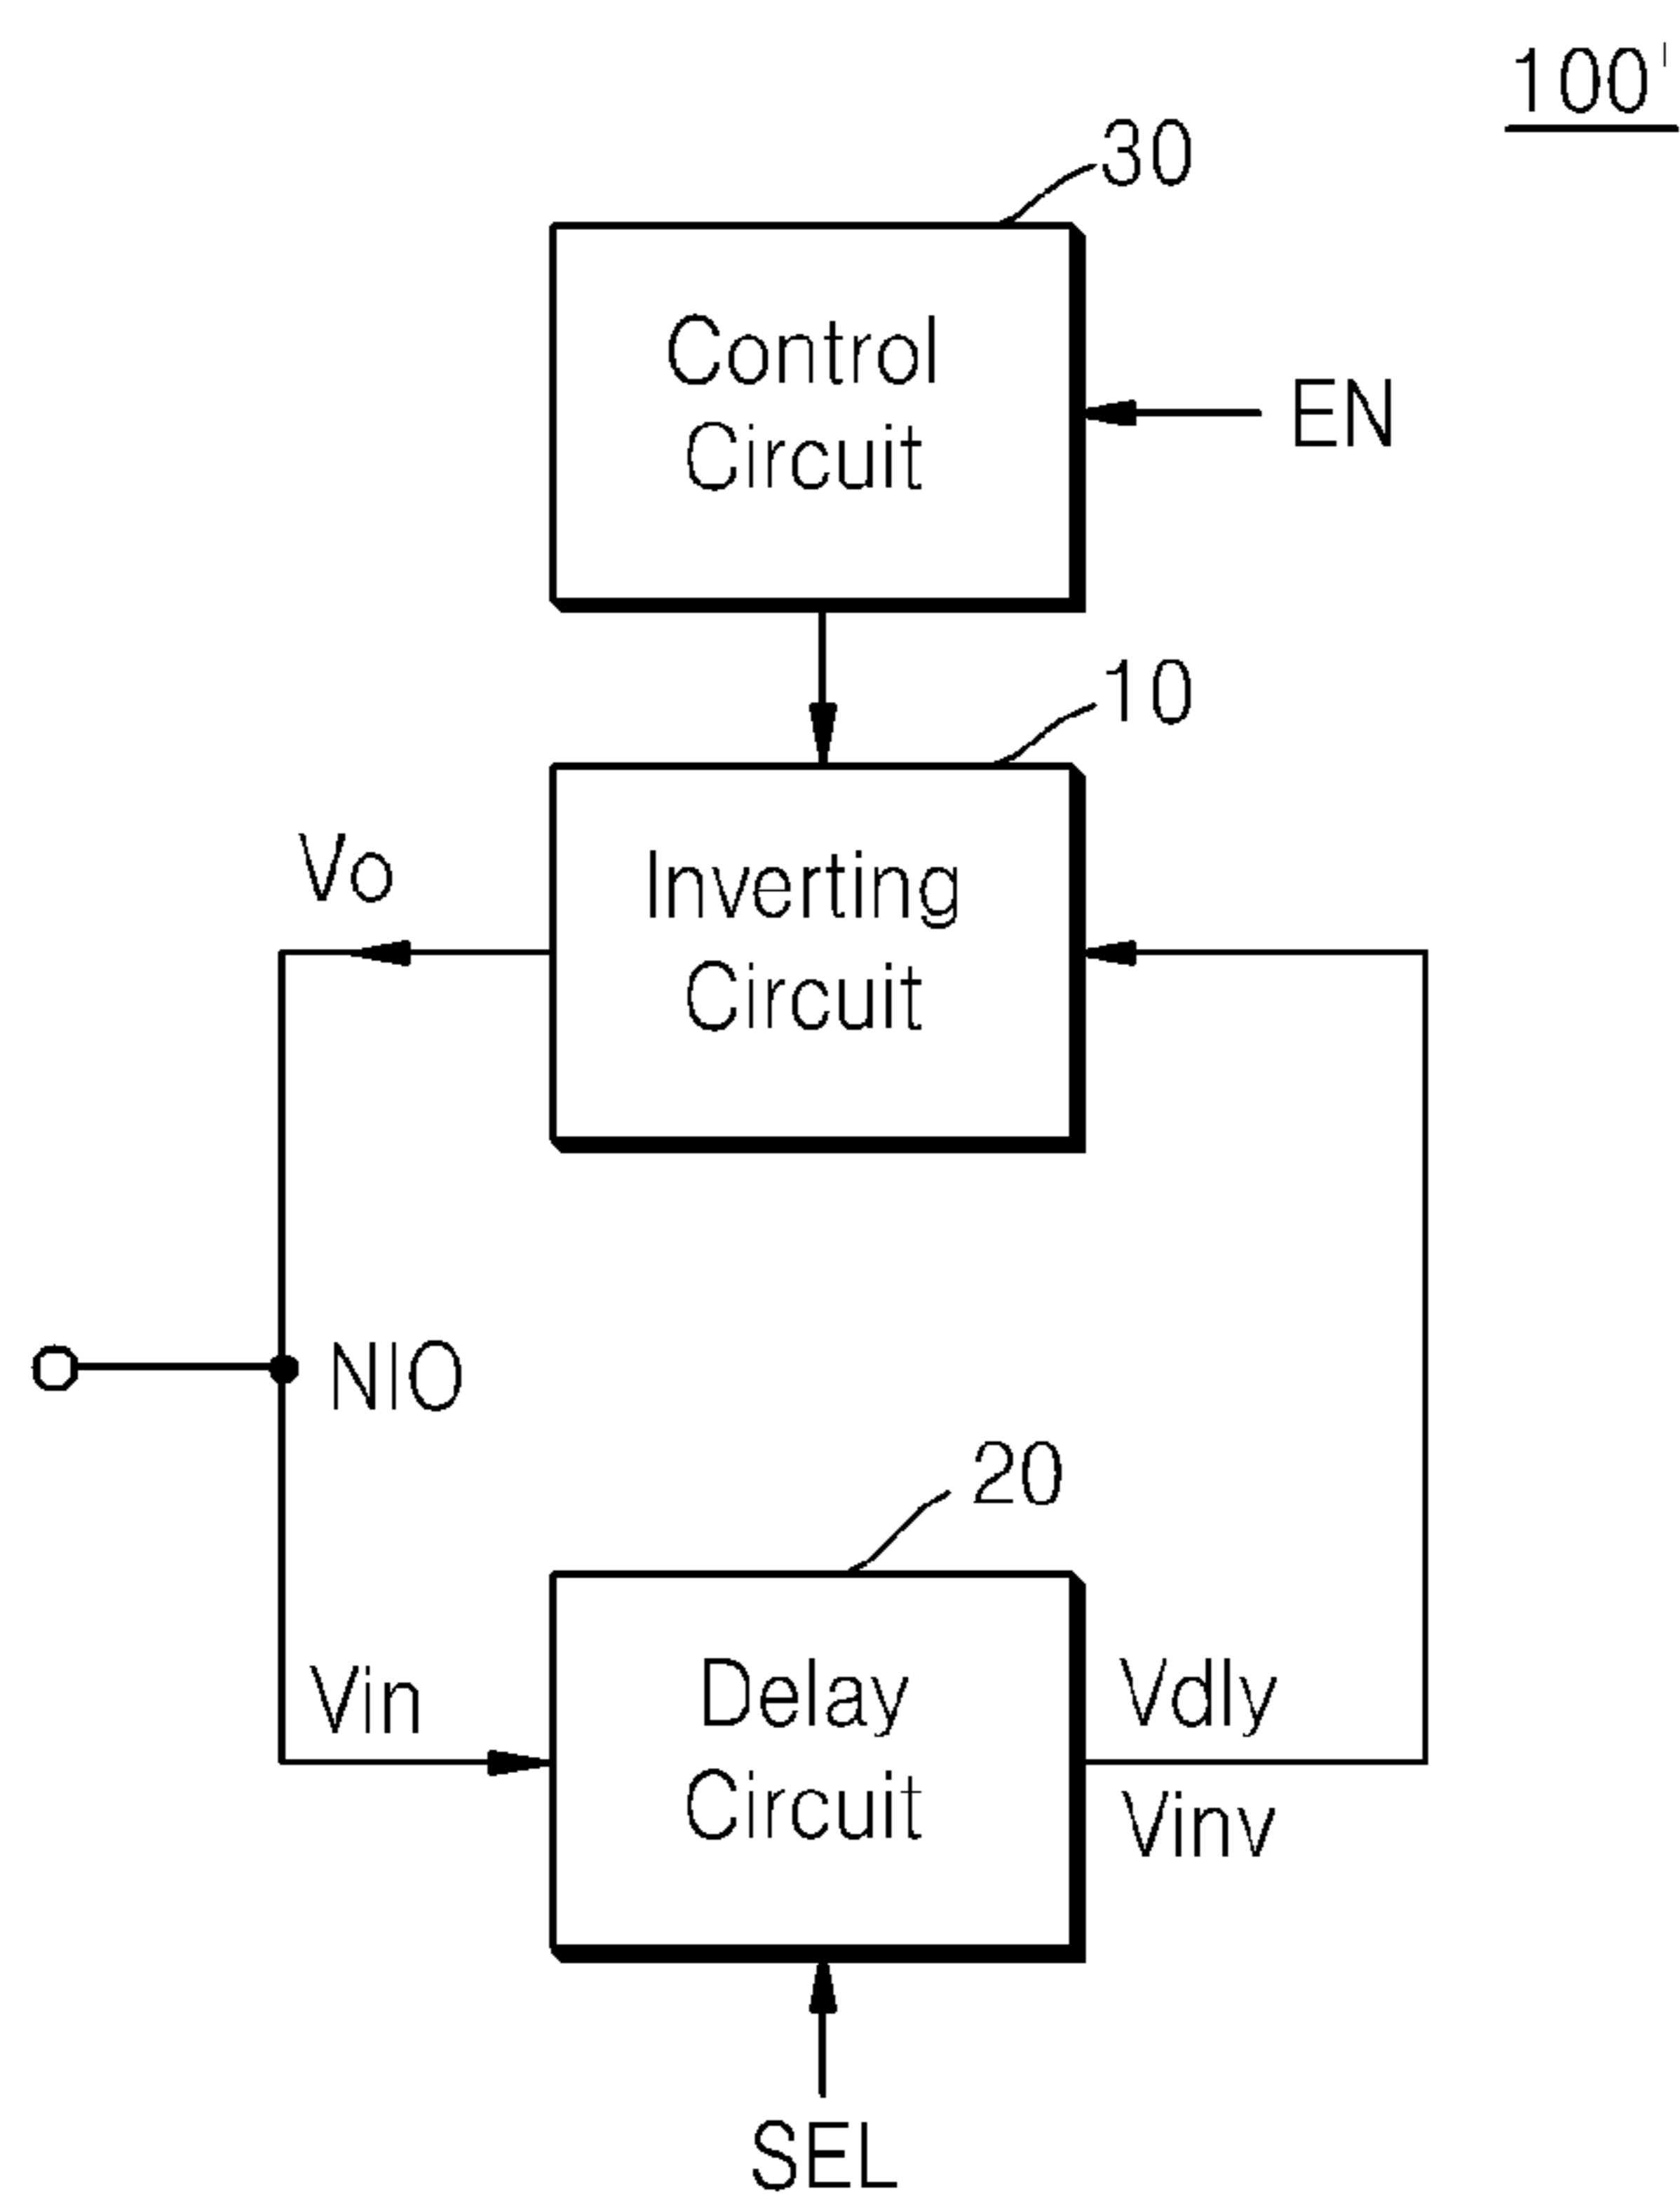 100'
30
Control
Circuit
EN
10
Vo
Inverting
Circuit
NIO
20
Vin
Delay
Circuit
Vdly
Vinv
SEL